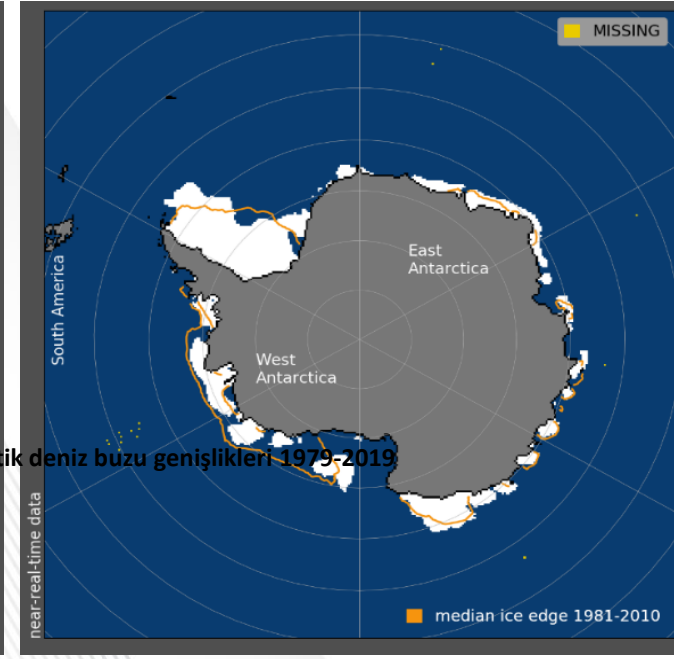 MISSING
East
Antarctica
South America
West
Antarctica
tik deniz buzu genişlikleri 1979-2019
near-real-time data
median ice edge 1981-2010